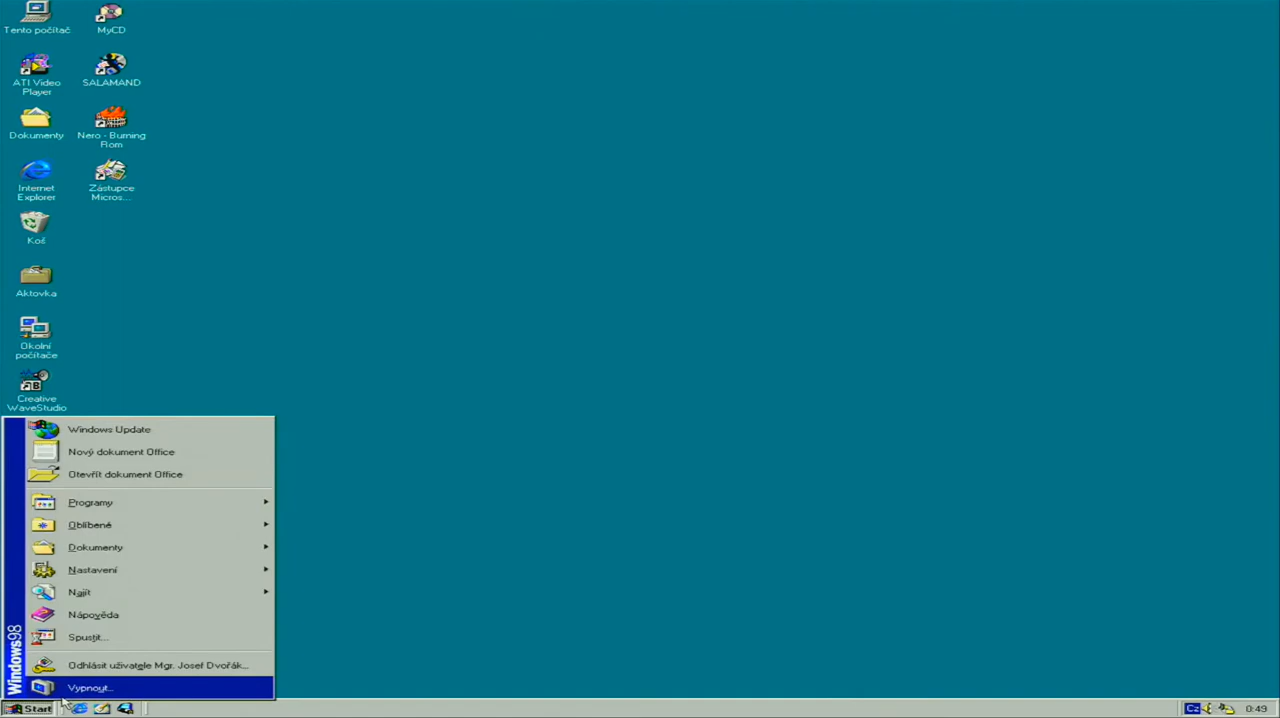 Tento počítač
MyCD
ATI Video
Player
SALAMAND
Dokumenty
Nero - Burning
Rom
Internet
Explorer
Zástupce
Micros...
Koš
Aktovka
Okolní
počítače
Creative
WaveStudio
Windows Update
Nový dokument Office
Otevřít dokument Office
Programy
Oblíbené
Dokumenty
Nastavení
Najít
Nápověda
Spustit...
Odhlásit uživatele Mgr. Josef Dvořák...
Vypnout...
Windows98
Start
Cz
0:49